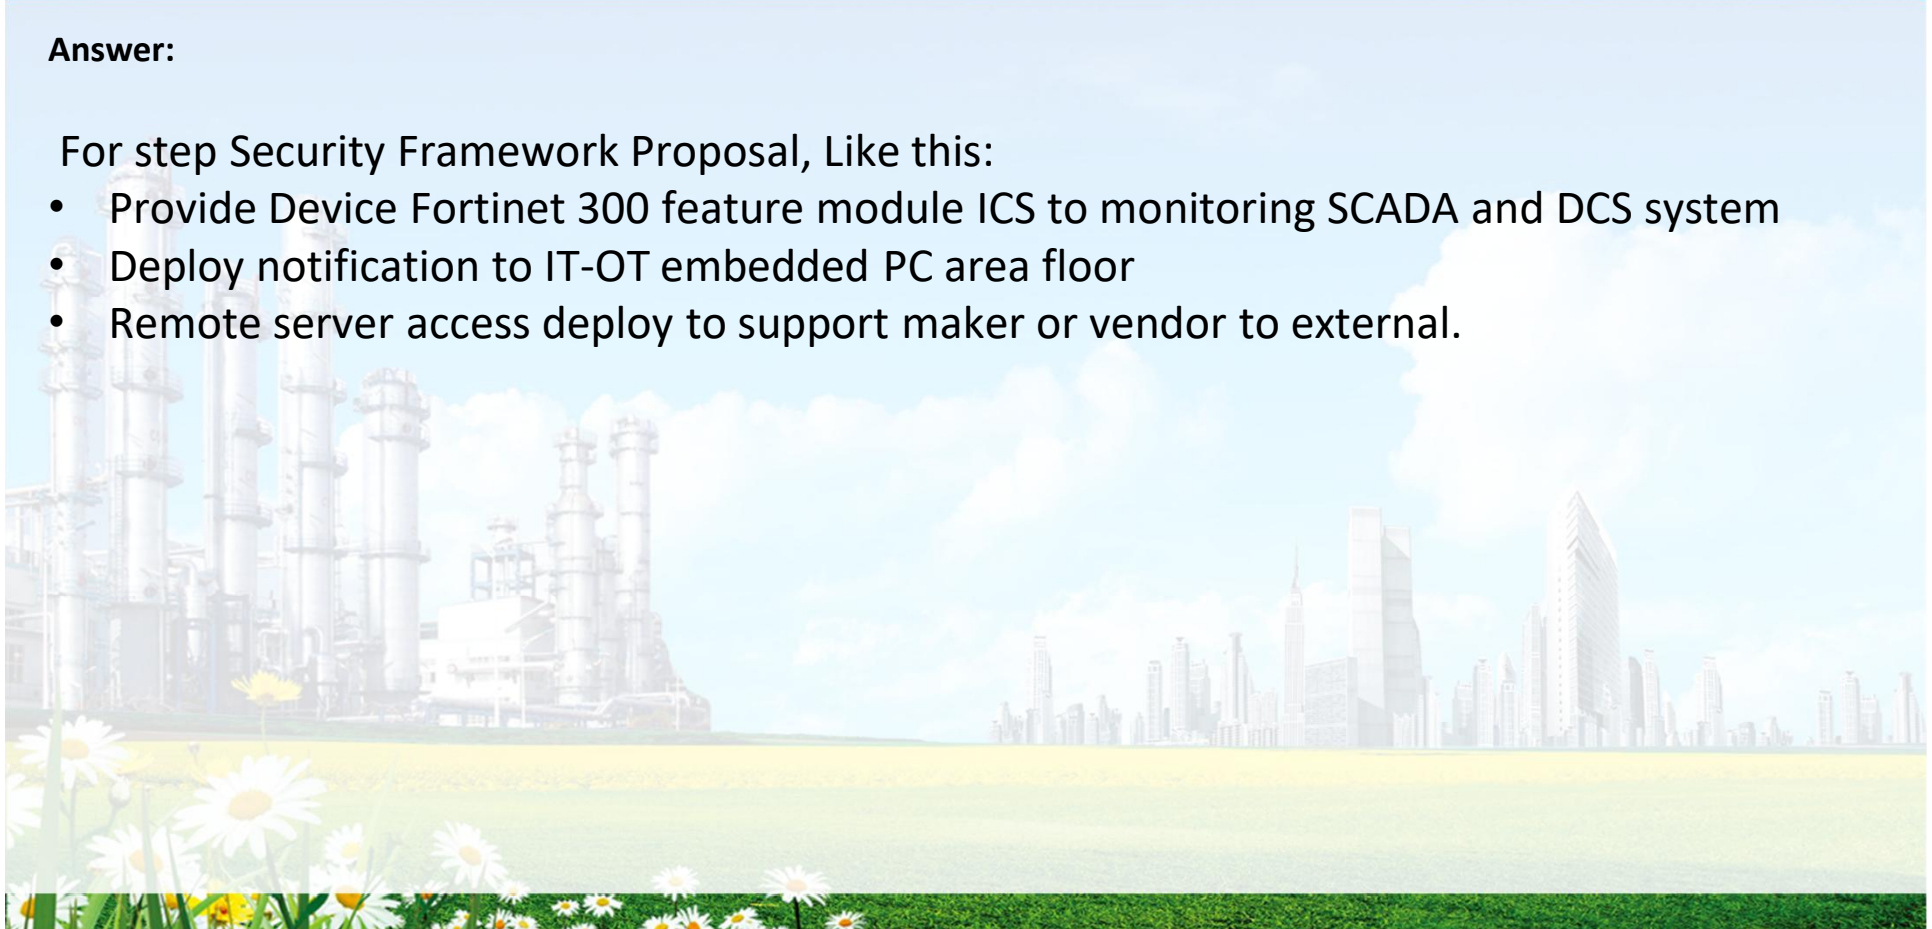 Answer:
For step Security Framework Proposal, Like this:
• Provide Device Fortinet 300 feature module ICS to monitoring SCADA and DCS system
• Deploy notification to IT-OT embedded PC area floor
• Remote server access deploy to support maker or vendor to external.